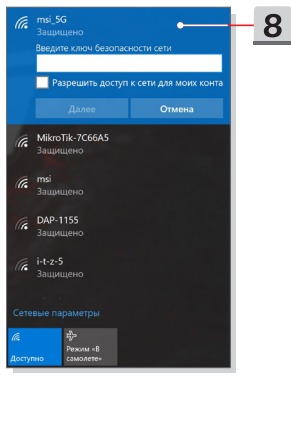 msi_5G
Защищено
8
Введите ключ безопасности сети
Разрешить доступ к сети для моих конта
Далее
Отмена
MikroTik-7C66A5
Защищено
msi
Защищено
DAP-1155
Защищено
i-t-z-5
Защищено
Сетевые параметры
Доступно
Режим «В
самолете»